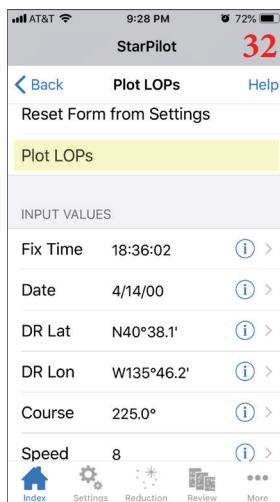 AT&T 9:28 PM 72%
StarPilot 32
Back Plot LOPs Help
Reset Form from Settings
Plot LOPs
INPUT VALUES
Fix Time 18:36:02
Date 4/14/00
DR Lat N40°38.1'
DR Lon W135°46.2'
Course 225.0°
Speed 8
Index Settings Reduction Review More